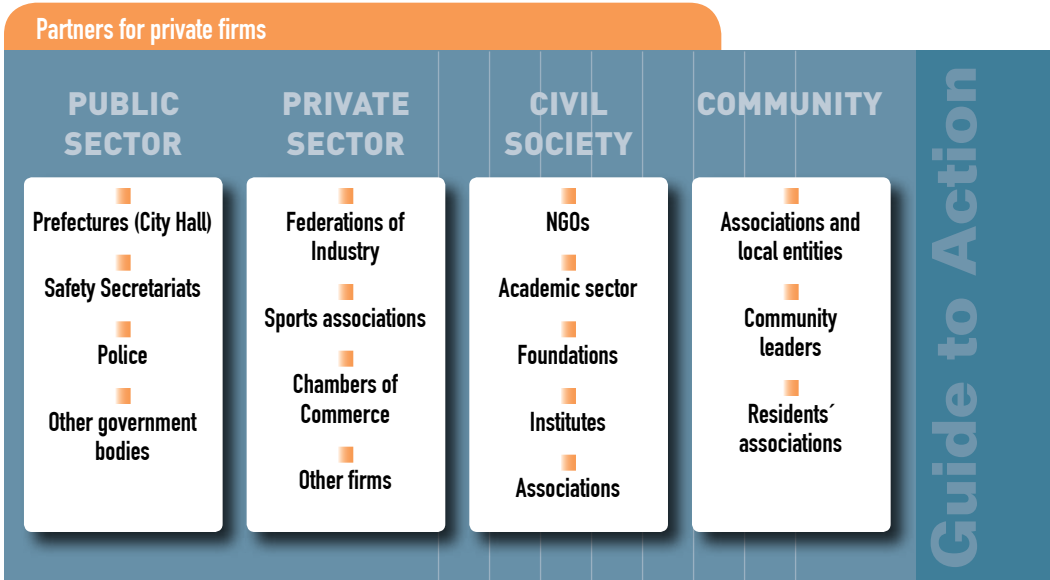 Partners for private firms
PUBLIC
SECTOR
Prefectures (City Hall)
Safety Secretariats
Police
Other government
bodies
PRIVATE
SECTOR
Federations of
Industry
Sports associations
Chambers of
Commerce
Other firms
CIVIL
SOCIETY
NGOs
Academic sector
Foundations
Institutes
Associations
COMMUNITY
Associations and
local entities
Community
leaders
Residents´
associations
Guide to Action